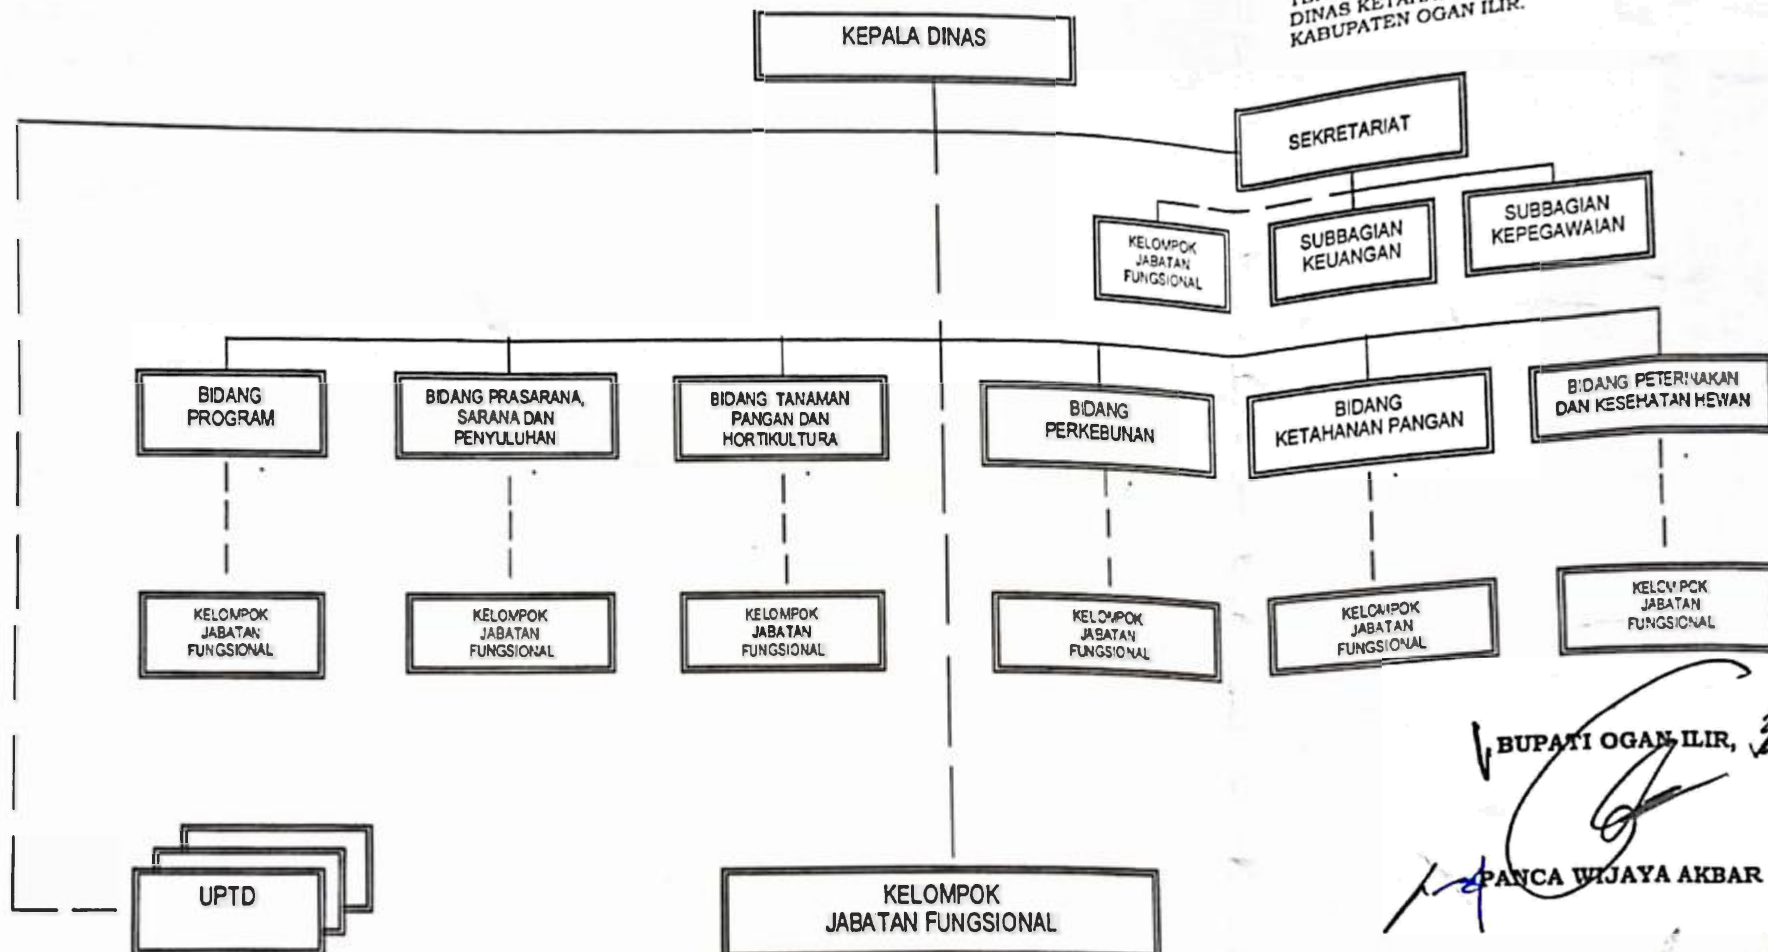 DINAS
KABUPATEN OGAN ILIR.
KEPALA DINAS
SEKRETARIAT
KELOMPOK
JABATAN
FUNGSIONAL
SUBBAGIAN
KEUANGAN
SUBBAGIAN
KEPEGAWAIAN
BIDANG
PROGRAM
BIDANG PRASARANA,
SARANA DAN
PENYULUHAN
BIDANG TANAMAN
PANGAN DAN
HORTIKULTURA
BIDANG
PERKEBUNAN
BIDANG
KETAHANAN PANGAN
BIDANG PETERNAKAN
DAN KESEHATAN HEWAN
KELOMPOK
JABATAN
FUNGSIONAL
KELOMPOK
JABATAN
FUNGSIONAL
KELOMPOK
JABATAN
FUNGSIONAL
KELOMPOK
JABATAN
FUNGSIONAL
KELOMPOK
JABATAN
FUNGSIONAL
KELOMPOK
JABATAN
FUNGSIONAL
BUPATI OGAN ILIR,
PANCA WIJAYA AKBAR
UPTD
KELOMPOK
JABATAN FUNGSIONAL